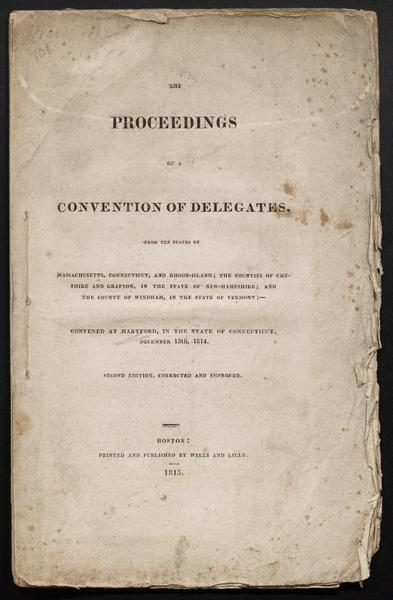 THE
PROCEEDINGS
OF A
CONVENTION OF DELEGATES,
FROM THE STATES OF
MASSACHUSETTS, CONNECTICUT, AND RHODE-ISLAND; THE COUNTIES OF CHE-
SHIRE AND GRAFTON, IN THE STATE OF NEW-HAMPSHIRE; AND
THE COUNTY OF WINDHAM, IN THE STATE OF VERMONT;—
CONVENED AT HARTFORD, IN THE STATE OF CONNECTICUT,
DECEMBER 15th, 1814.
SECOND EDITION, CORRECTED AND IMPROVED.
BOSTON:
PRINTED AND PUBLISHED BY WELLS AND LILLY.
1815.